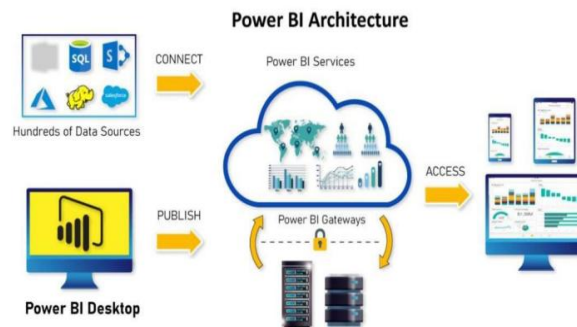 Power BI Architecture
CONNECT
Power BI Services
SQL
S
Hundreds of Data Sources
salesforce
ACCESS
PUBLISH
Power BI Gateways
Power BI Desktop